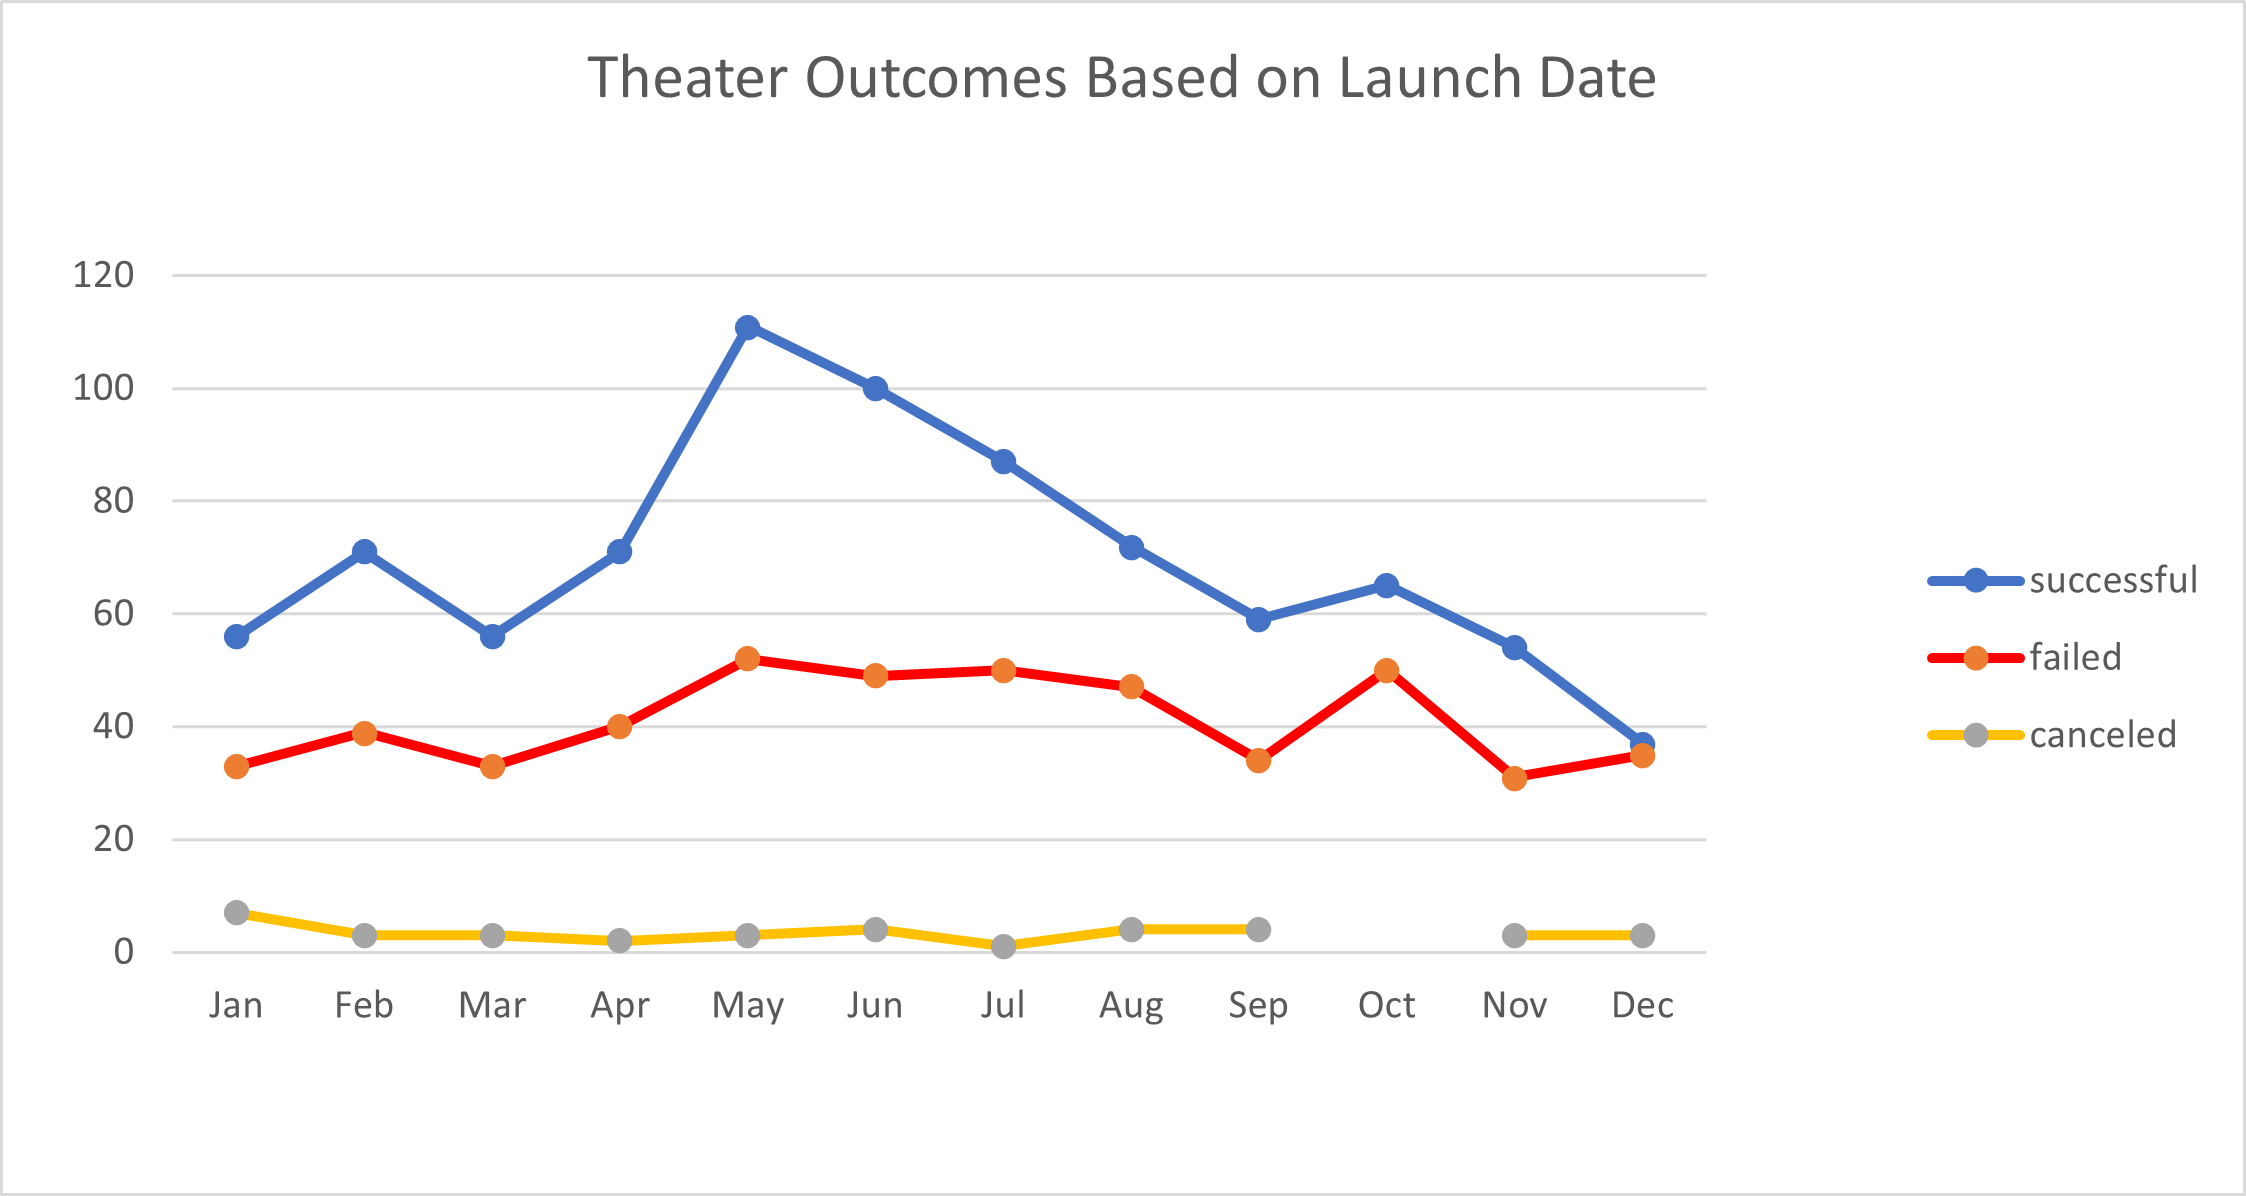 Theater Outcomes Based on Launch Date
120
100
80
60
40
20
0
Jan Feb Mar Apr May Jun Jul Aug Sep Oct Nov Dec
successful
failed
canceled